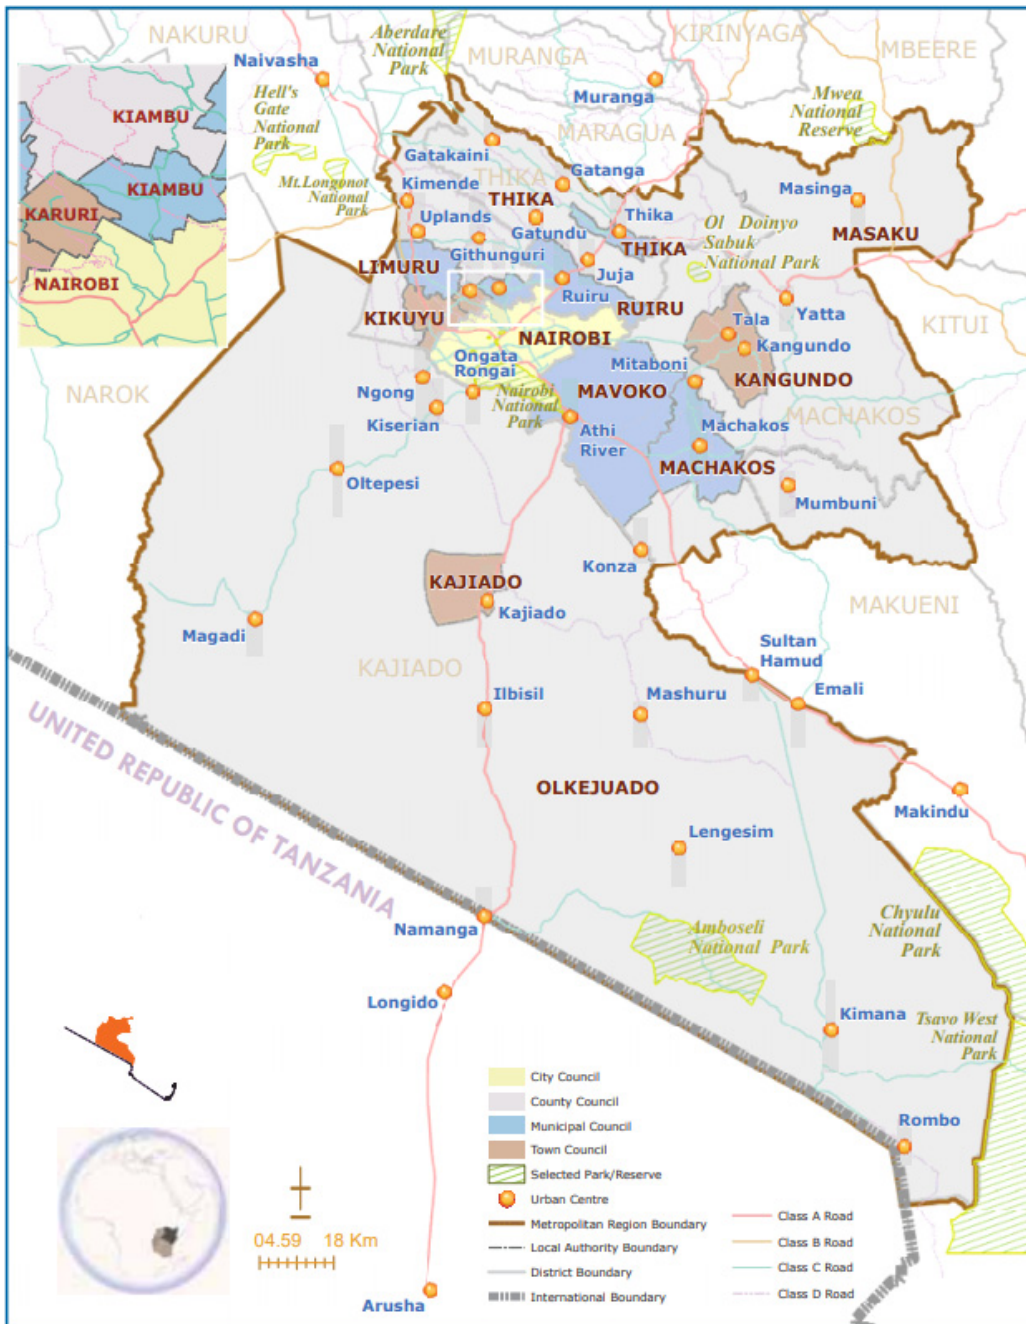 NAKURU
Aberdare
National
Park
MURANGA
KIRINYAGA
MBEERE
Naivasha
Hell's
Gate
National
Park
Muranga
MARAGUA
Mwea
National
Reserve
KIAMBU
KIAMBU
KARURI
NAIROBI
Gatakaini
THIKA
Gatanga
Mt.Longonot
National
Park
Kimende
THIKA
Masinga
Uplands
Gatundu
Thika
THIKA
Ol Doinyo
Sabuk
National Park
MASAKU
Githunguri
LIMURU
Juja
Ruiru
RUIRU
Yatta
KIKUYU
NAIROBI
Tala
Kangundo
KITUI
Ongata
Rongai
Mitaboni
KANGUNDO
NAROK
Ngong
Nairobi
National
Park
MAVOKO
MACHAKOS
Kiserian
Athi
River
Machakos
MACHAKOS
Oltepesi
Mumbuni
Konza
KAJIADO
Kajiado
MAKUENI
Magadi
KAJIADO
Sultan
Hamud
Ilbisil
Mashuru
Emali
UNITED REPUBLIC OF TANZANIA
OLKEJUADO
Makindu
Lengesim
Namanga
Amboseli
National Park
Chyulu
National
Park
Longido
Kimana
Tsavo West
National
Park
Rombo
City Council
County Council
Municipal Council
Town Council
Selected Park/Reserve
Urban Centre
Metropolitan Region Boundary
Local Authority Boundary
District Boundary
International Boundary
Class A Road
Class B Road
Class C Road
Class D Road
04.59 18 Km
Arusha